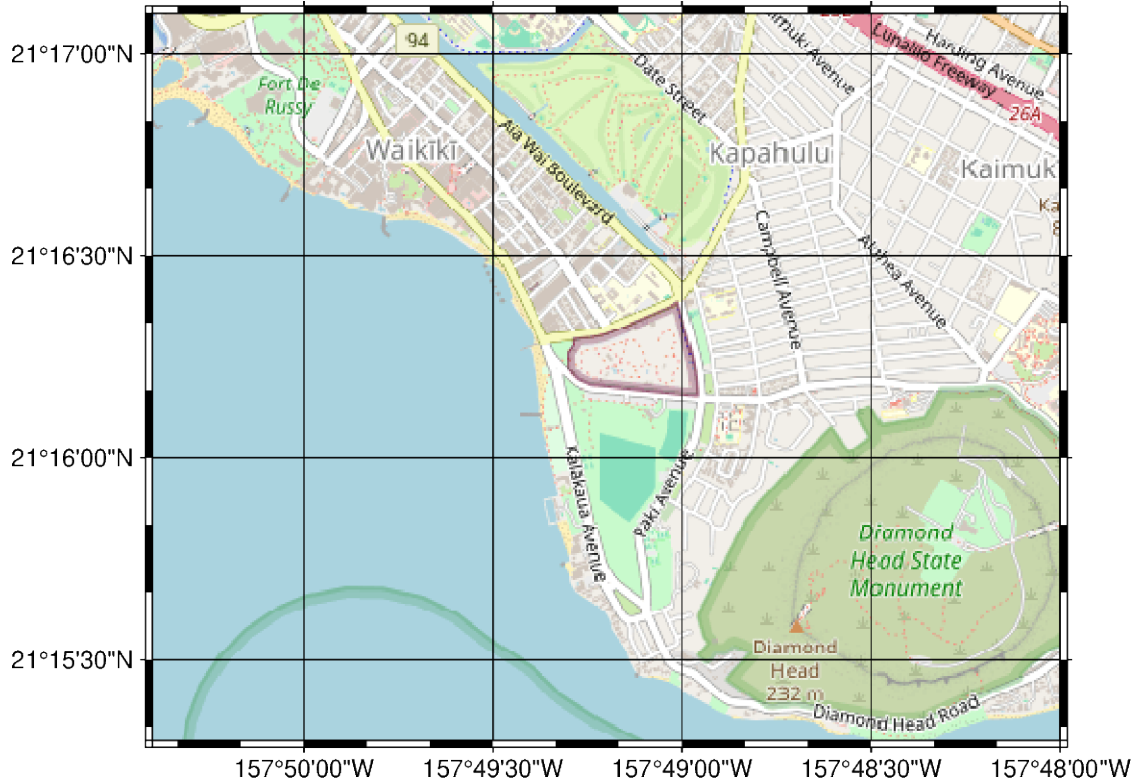 21°17'00"N
21°16'30"N
21°16'00"N
21°15'30"N
94
Fort De
Russy
Waikīkī
Ala Wai Boulevard
Date Street
Kapahulu
Lunalilo Freeway
Harding Avenue
26A
Kaimuk
Campbell Avenue
Alohea Avenue
Kalakaua Avenue
Paki Avenue
Diamond
Head State
Monument
Diamond
Head
232 m
Diamond Head Road
157°50'00"W
157°49'30"W
157°49'00"W
157°48'30"W
157°48'00"W